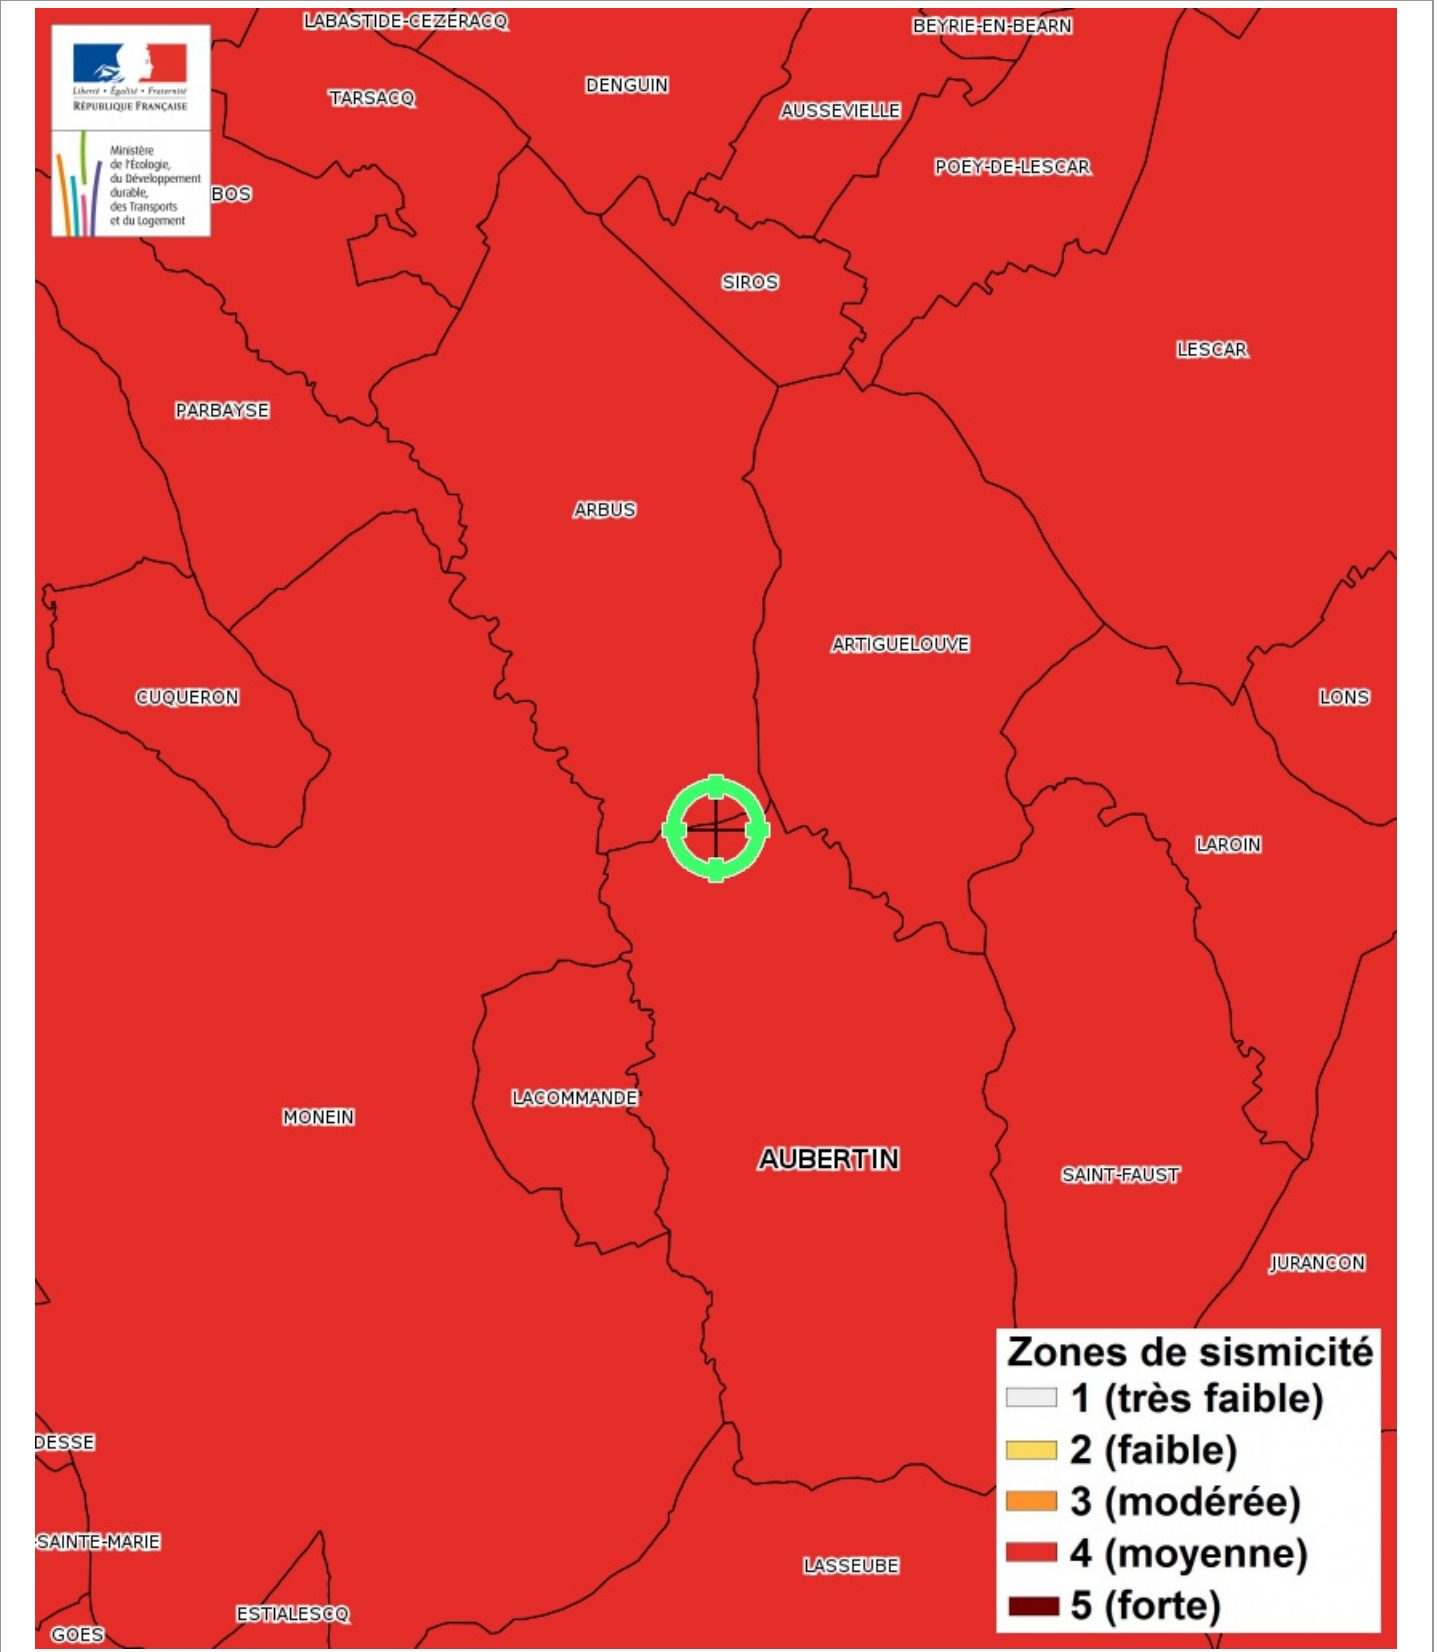 LABASTIDE-CEZERACQ
BEYRIE-EN-BEARN
Liberté • Égalité • Fraternité
RÉPUBLIQUE FRANÇAISE
TARSACQ
DENGUIN
AUSSEVIELLE
Ministère
de l'Écologie,
du Développement
durable,
des Transports
et du Logement
POEY-DE-LESCAR
BOS
SIROS
LESCAR
PARBAYSE
ARBUS
ARTIGUELOUVE
CUQUERON
LONS
LAROIN
LACOMMANDE
MONEIN
AUBERTIN
SAINT-FAUST
JURANCON
Zones de sismicité
1 (très faible)
2 (faible)
3 (modérée)
4 (moyenne)
5 (forte)
DESSE
-SAINTE-MARIE
LASSEUBE
ESTIALESCQ
GOES